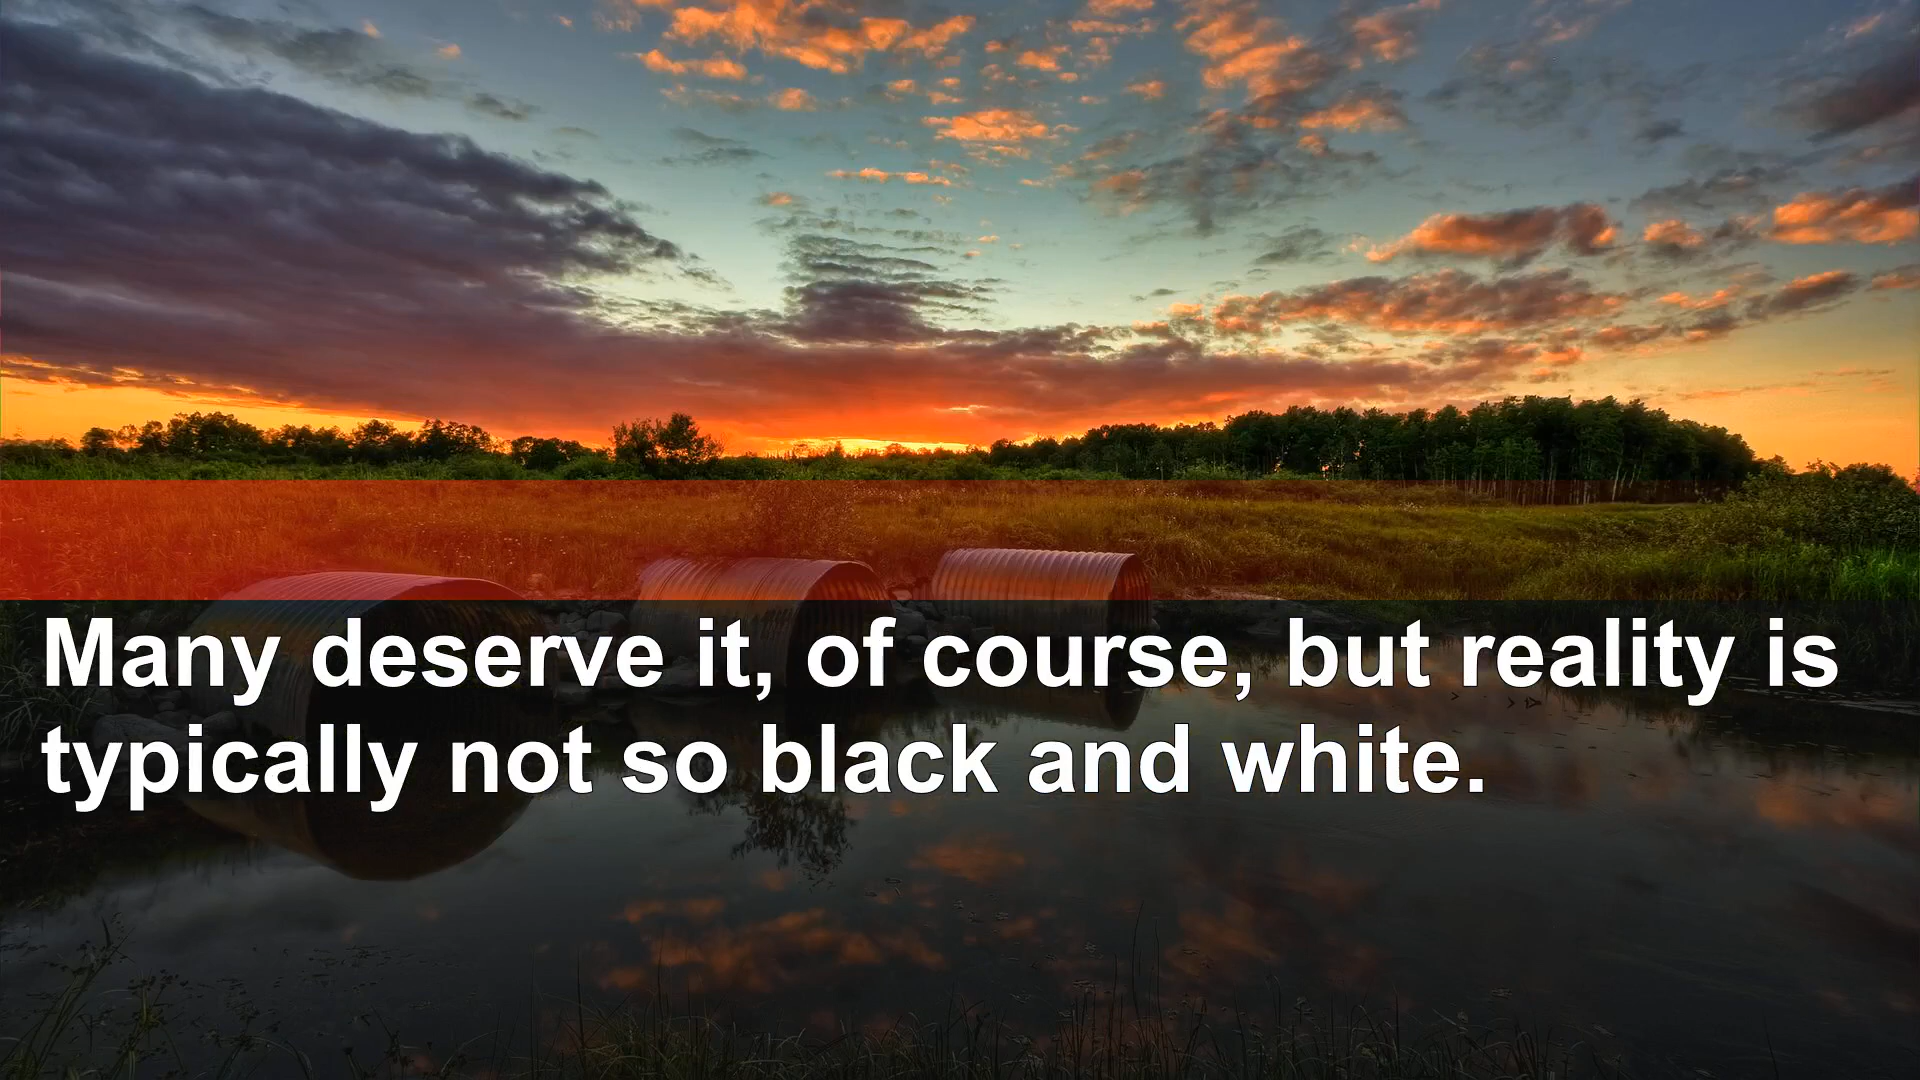 Many deserve it, of course, but reality is
typically not so black and white.